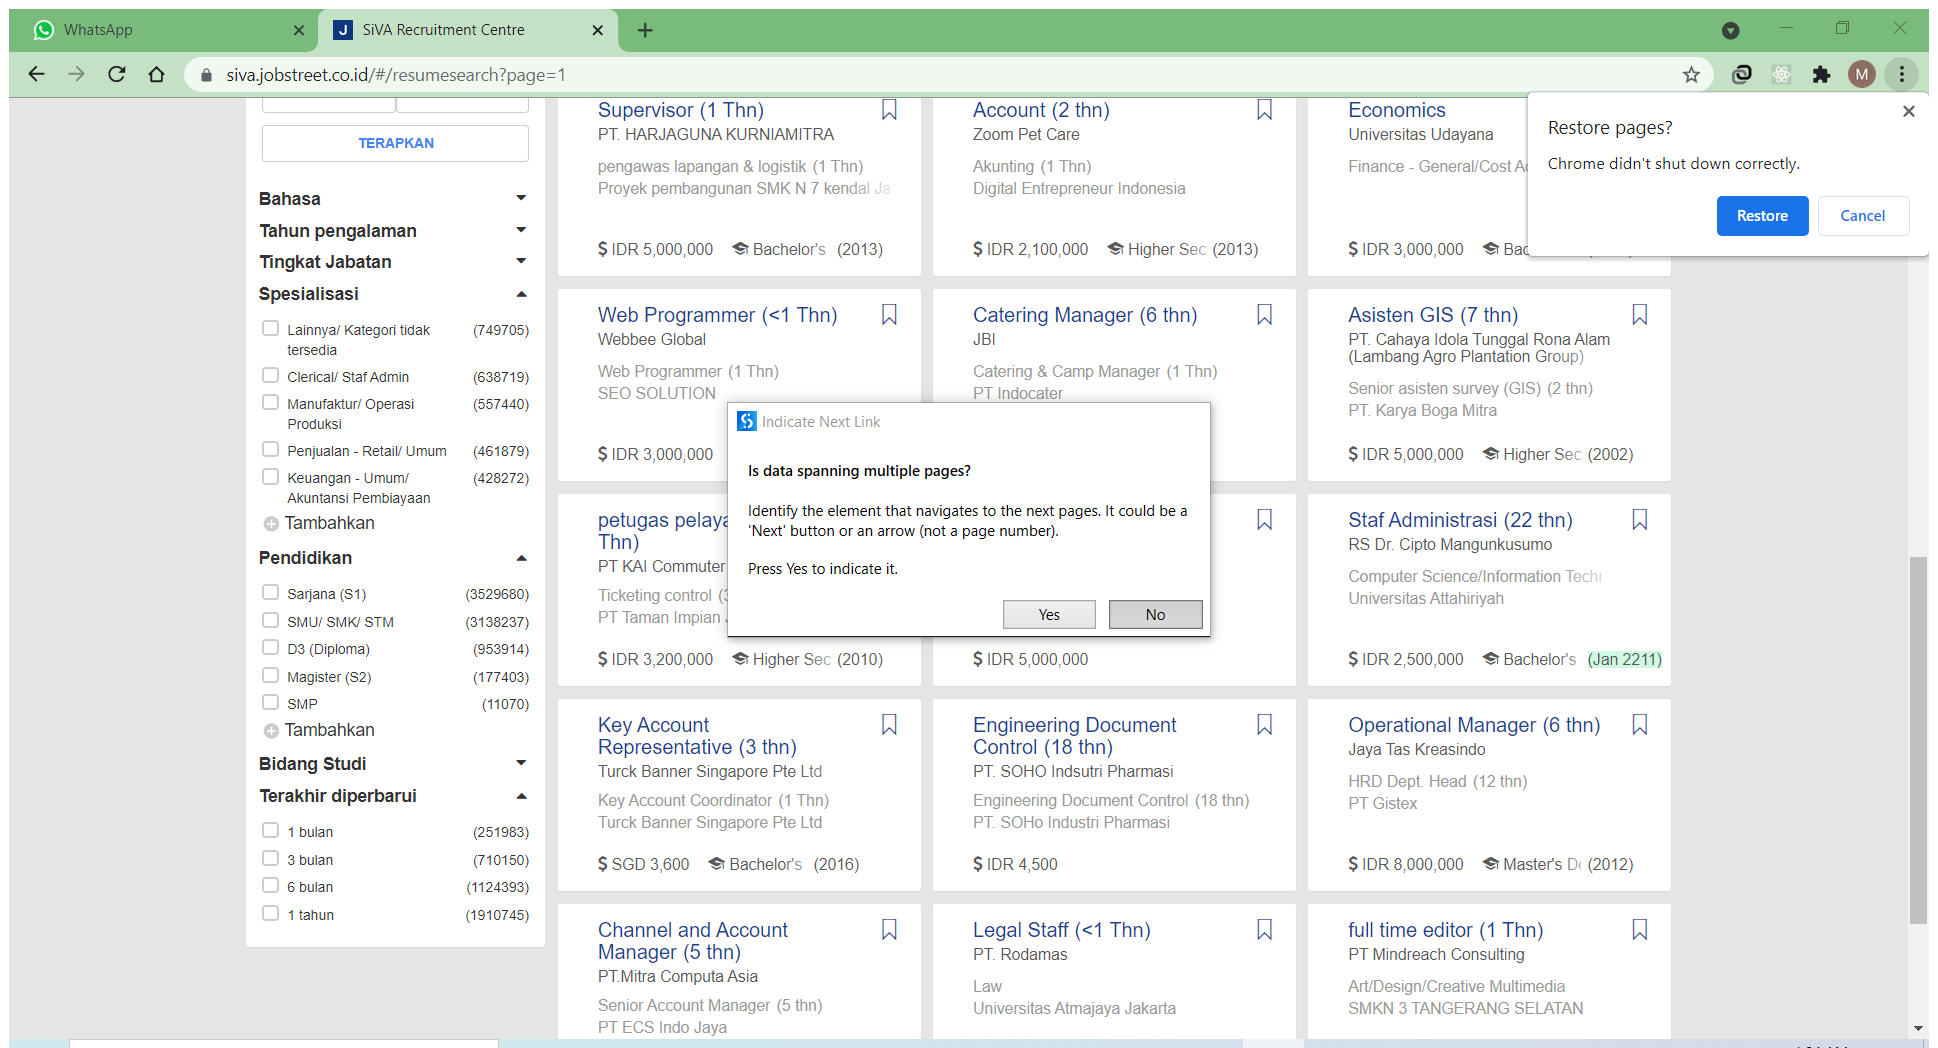 WhatsApp
SiVA Recruitment Centre
siva.jobstreet.co.id/#/resumesearch?page=1
M
Restore pages?
Chrome didn't shut down correctly.
Restore
Cancel
TERAPKAN
Bahasa
Tahun pengalaman
Tingkat Jabatan
Spesialisasi
Lainnya/ Kategori tidak (749705)
tersedia
Clerical/ Staf Admin (638719)
Manufaktur/ Operasi (557440)
Produksi
Penjualan - Retail/ Umum (461879)
Keuangan - Umum/ (428272)
Akuntansi Pembiayaan
Tambahkan
Pendidikan
Sarjana (S1) (3529680)
SMU/ SMK/ STM (3138237)
D3 (Diploma) (953914)
Magister (S2) (177403)
SMP (11070)
Tambahkan
Bidang Studi
Terakhir diperbarui
1 bulan (251983)
3 bulan (710150)
6 bulan (1124393)
1 tahun (1910745)
Supervisor (1 Thn)
PT. HARJAGUNA KURNIAMITRA
pengawas lapangan & logistik (1 Thn)
Proyek pembangunan SMK N 7 kendal Ja
$ IDR 5,000,000 Bachelor's (2013)
Account (2 thn)
Zoom Pet Care
Akunting (1 Thn)
Digital Entrepreneur Indonesia
$ IDR 2,100,000 Higher Sec (2013)
Economics
Universitas Udayana
Finance - General/Cost Ac
$ IDR 3,000,000 Bac
Web Programmer (<1 Thn)
Webbee Global
Web Programmer (1 Thn)
SEO SOLUTION
$ IDR 3,000,000
Catering Manager (6 thn)
JBI
Catering & Camp Manager (1 Thn)
PT Indocater
Asisten GIS (7 thn)
PT. Cahaya Idola Tunggal Rona Alam
(Lambang Agro Plantation Group)
Senior asisten survey (GIS) (2 thn)
PT. Karya Boga Mitra
$ IDR 5,000,000 Higher Sec (2002)
Indicate Next Link
Is data spanning multiple pages?
Identify the element that navigates to the next pages. It could be a
'Next' button or an arrow (not a page number).
Press Yes to indicate it.
Yes
No
petugas pelaya
Thn)
PT KAI Commuter
Ticketing control (3
PT Taman Impian
$ IDR 3,200,000 Higher Sec (2010)
$ IDR 5,000,000
Staf Administrasi (22 thn)
RS Dr. Cipto Mangunkusumo
Computer Science/Information Techn
Universitas Attahiriyah
$ IDR 2,500,000 Bachelor's (Jan 2211)
Key Account
Representative (3 thn)
Turck Banner Singapore Pte Ltd
Key Account Coordinator (1 Thn)
Turck Banner Singapore Pte Ltd
$ SGD 3,600 Bachelor's (2016)
Engineering Document
Control (18 thn)
PT. SOHO Indsutri Pharmasi
Engineering Document Control (18 thn)
PT. SOHo Industri Pharmasi
$ IDR 4,500
Operational Manager (6 thn)
Jaya Tas Kreasindo
HRD Dept. Head (12 thn)
PT Gistex
$ IDR 8,000,000 Master's De (2012)
Channel and Account
Manager (5 thn)
PT.Mitra Computa Asia
Senior Account Manager (5 thn)
PT ECS Indo Jaya
Legal Staff (<1 Thn)
PT. Rodamas
Law
Universitas Atmajaya Jakarta
full time editor (1 Thn)
PT Mindreach Consulting
Art/Design/Creative Multimedia
SMKN 3 TANGERANG SELATAN